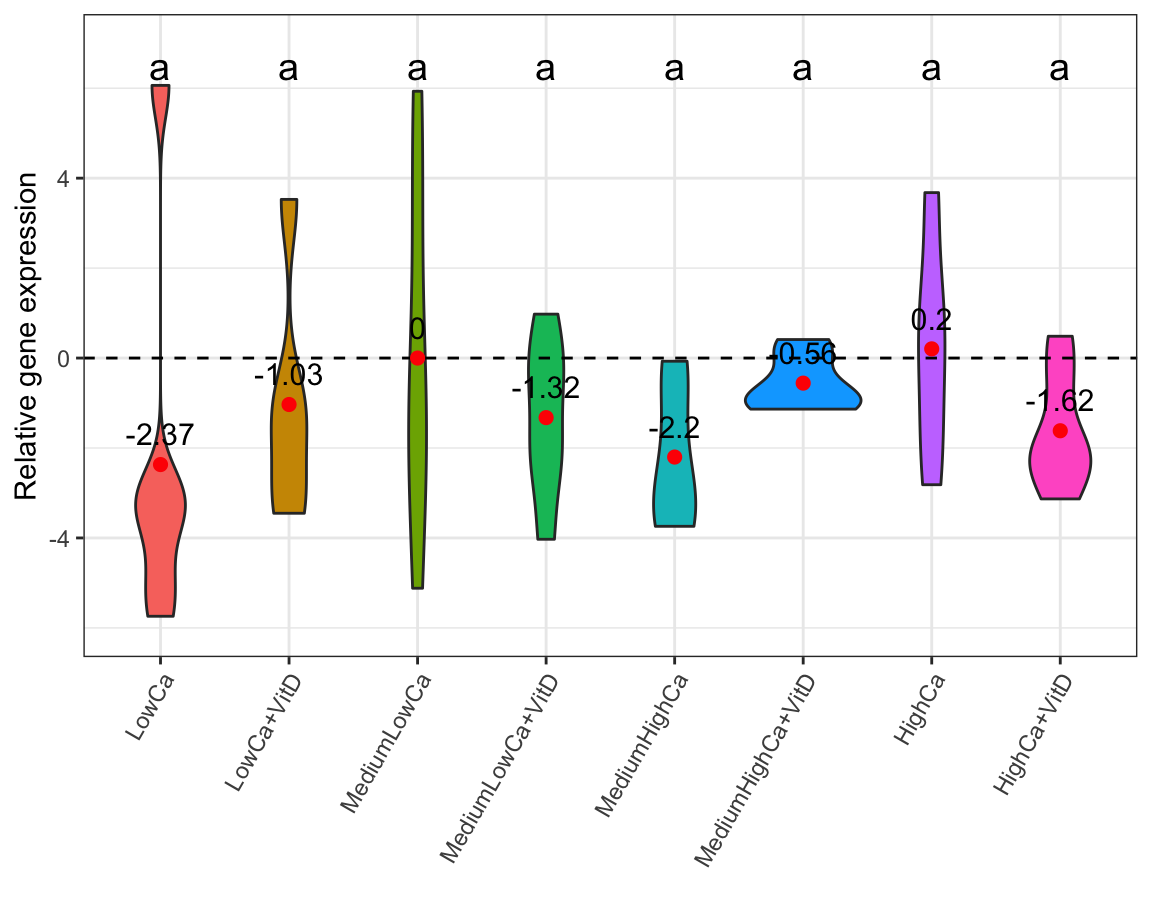 a a a a a a a a
Relative gene expression
4
0
-4
-2.37
-1.03
0
-1.32
-2.2
-0.56
0.2
-1.62
LowCa
LowCa+VitD
MediumLowCa
MediumLowCa+VitD
MediumHighCa
MediumHighCa+VitD
HighCa
HighCa+VitD